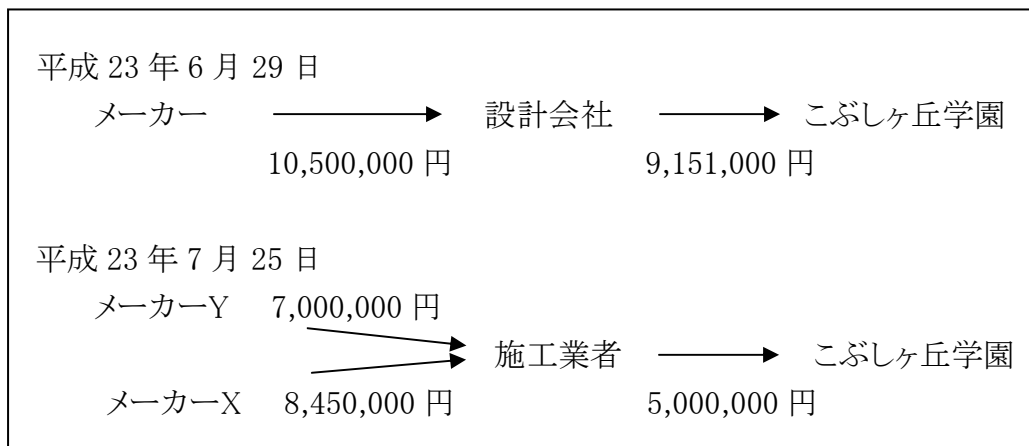 平成 23 年 6 月 29 日
メーカー 設計会社 こぶしヶ丘学園
10,500,000 円 9,151,000 円
平成 23 年 7 月 25 日
メーカーY 7,000,000 円
施工業者 こぶしヶ丘学園
メーカーX 8,450,000 円 5,000,000 円